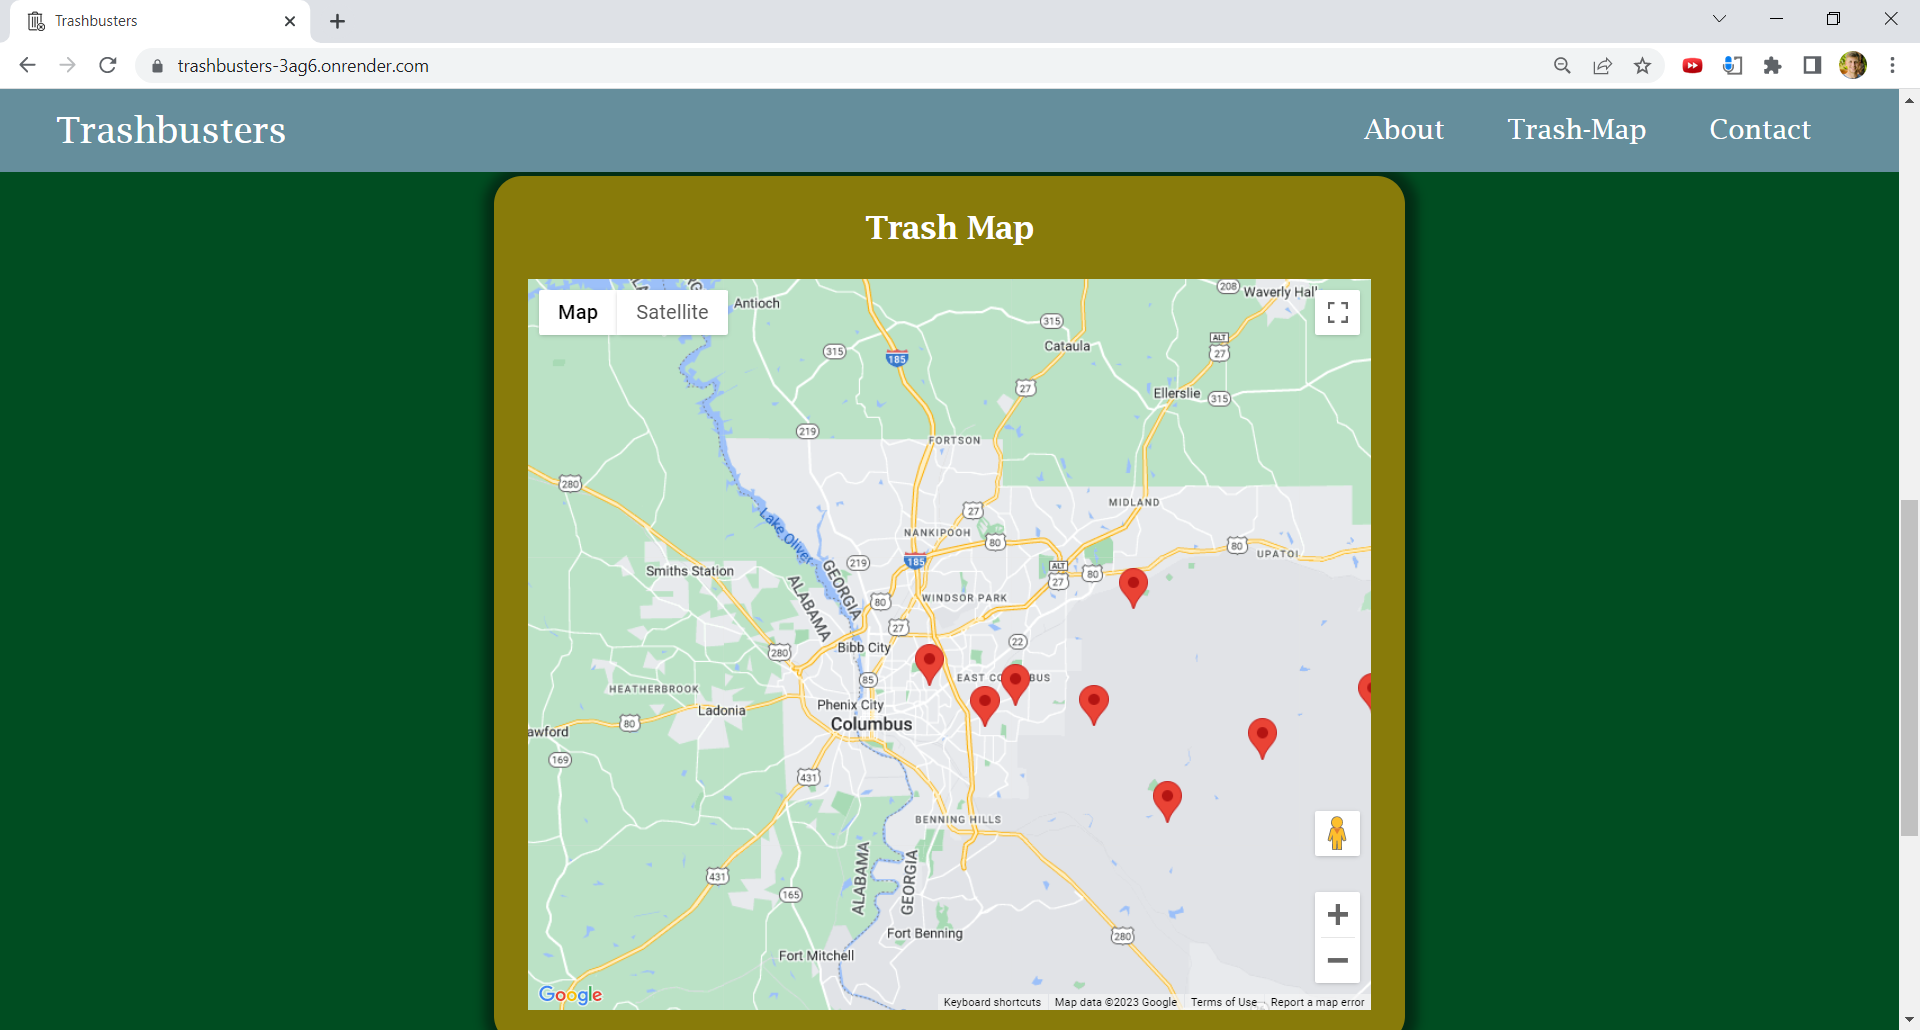 Trashbusters
trashbusters-3ag6.onrender.com
Trashbusters
About
Trash-Map
Contact
Trash Map
Map
Satellite
Antioch
208
Waverly Hall
315
Cataula
ALT
27
315
185
27
Ellerslie
315
219
FORTSON
280
27
MIDLAND
Lake Oliver
NANKIPOOH
80
80
UPATOI
Smiths Station
219
185
ALT
27
80
GEORGIA
ALABAMA
80
WINDSOR PARK
27
22
280
Bibb City
85
EAST COLUMBUS
HEATHERBROOK
Ladonia
Phenix City
80
Columbus
awford
169
431
BENNING HILLS
431
ALABAMA
GEORGIA
165
Fort Benning
280
Fort Mitchell
Google
Keyboard shortcuts
Map data ©2023 Google
Terms of Use
Report a map error